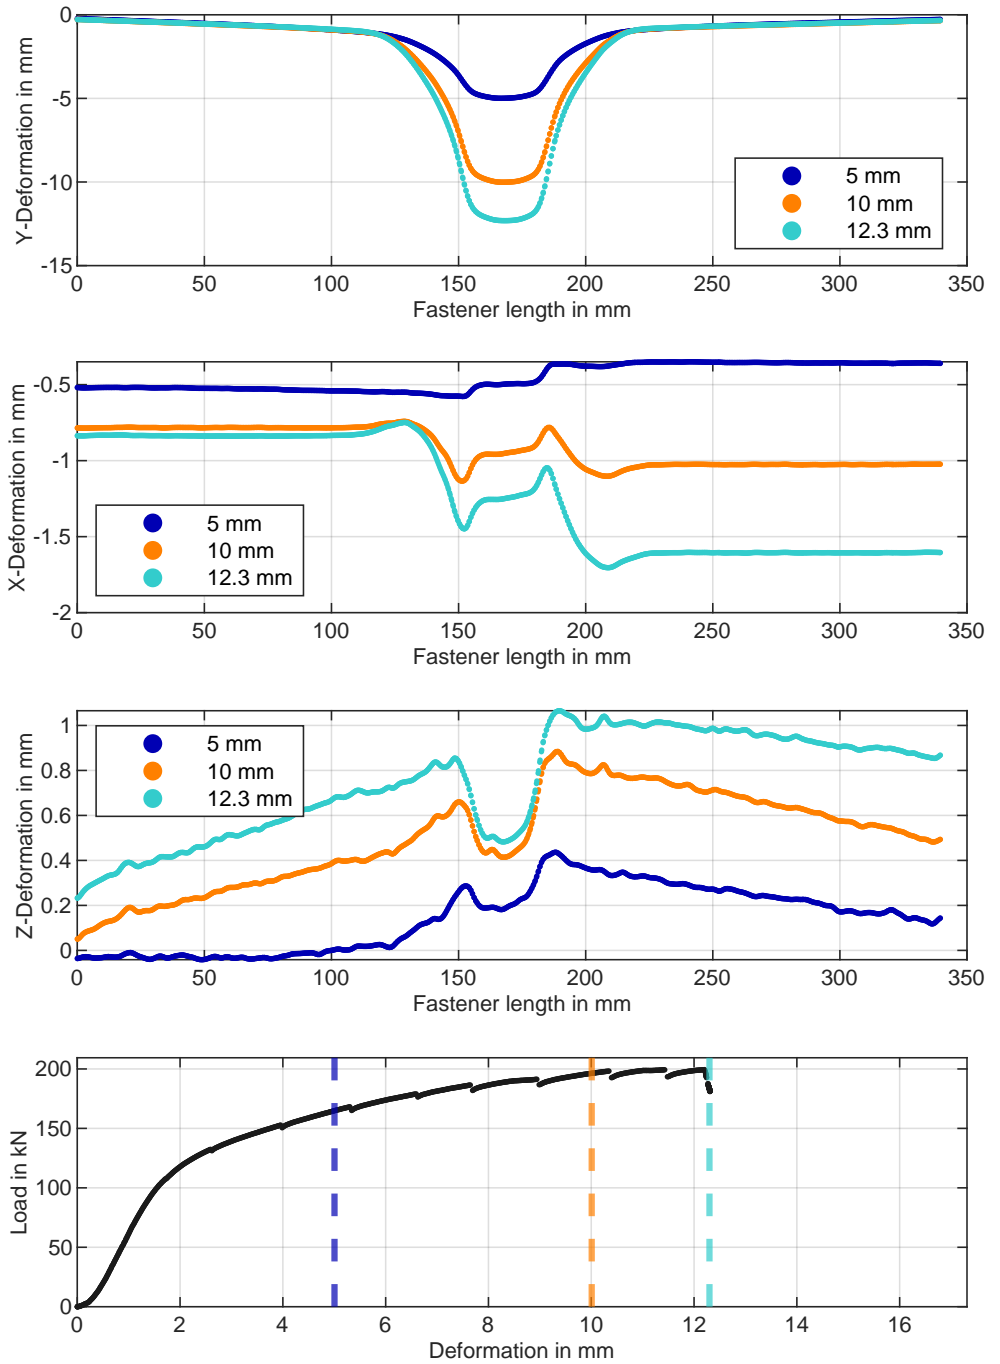 0
-5
-10
-15
Y-Deformation in mm
5 mm
10 mm
12.3 mm
0 50 100 150 200 250 300 350
Fastener length in mm
-0.5
-1
-1.5
-2
X-Deformation in mm
5 mm
10 mm
12.3 mm
0 50 100 150 200 250 300 350
Fastener length in mm
1
0.8
0.6
0.4
0.2
0
Z-Deformation in mm
5 mm
10 mm
12.3 mm
0 50 100 150 200 250 300 350
Fastener length in mm
200
150
100
50
0
Load in kN
0 2 4 6 8 10 12 14 16
Deformation in mm